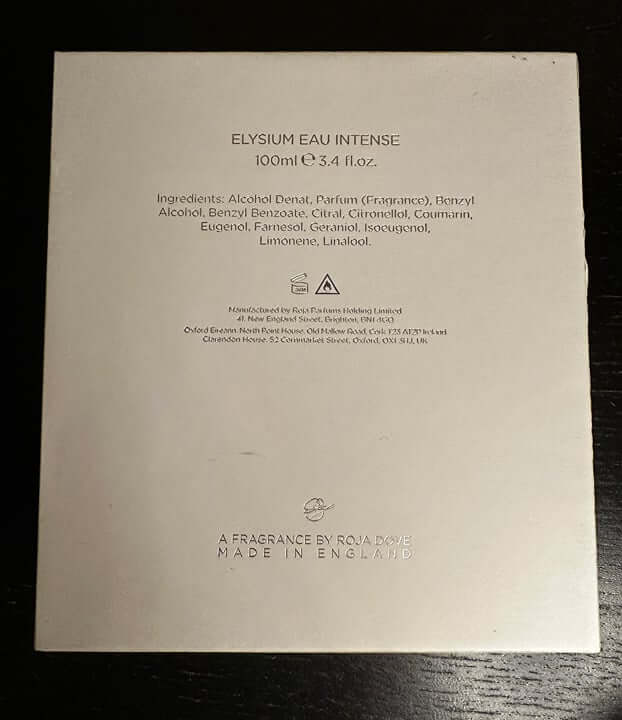 ELYSIUM EAU INTENSE
100ml ℮ 3.4 fl.oz.
Ingredients: Alcohol Denat, Parfum (Fragrance), Benzyl
Alcohol, Benzyl Benzoate, Citral, Citronellol, Coumarin,
Eugenol, Farnesol, Geraniol, Isoeugenol,
Limonene, Linalool.
Manufactured by Roja Parfums Holding Limited
41, New England Street, Brighton, BN1 4GQ
Oxford Eireann, North Point House, Old Mallow Road, Cork Ireland
Clarendon House, 52 Cornmarket Street, Oxford, OX1 3HJ, UK
A FRAGRANCE BY ROJA DOVE
MADE IN ENGLAND